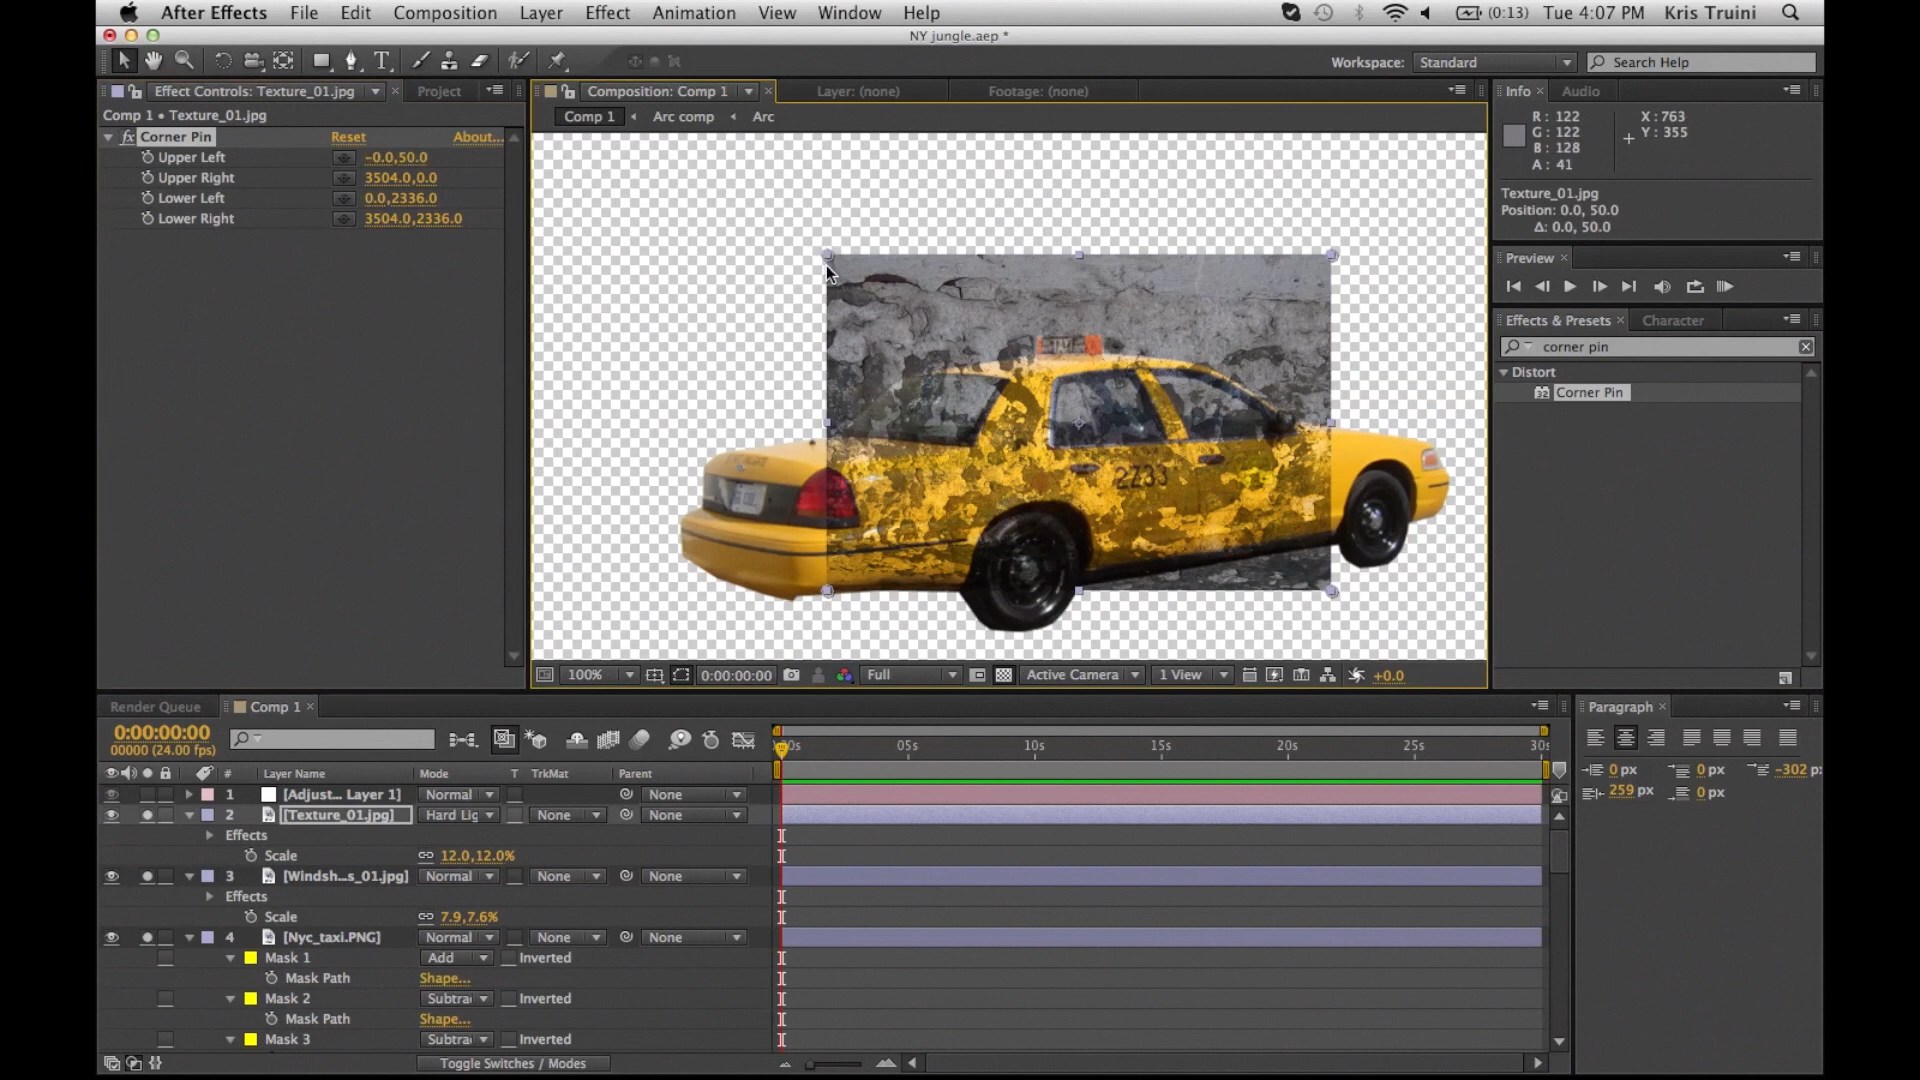 After Effects File Edit Composition Layer Effect Animation View Window Help (0:13) Tue 4:07 PM Kris Truini
NY jungle.aep *
Workspace: Standard Search Help
Effect Controls: Texture_01.jpg Project
Comp 1 • Texture_01.jpg
fx Corner Pin Reset About...
Upper Left -0.0,50.0
Upper Right 3504.0,0.0
Lower Left 0.0,2336.0
Lower Right 3504.0,2336.0
Composition: Comp 1 Layer: (none) Footage: (none)
Comp 1 Arc comp Arc
TAXI
2733
100% 0:00:00:00 Full Active Camera 1 View +0.0
Info Audio
R : 122 X : 763
G : 122 Y : 355
B : 128
A : 41
Texture_01.jpg
Position: 0.0, 50.0
Δ: 0.0, 50.0
Preview
Effects & Presets Character
corner pin
Distort
32 Corner Pin
Render Queue Comp 1
0:00:00:00
00000 (24.00 fps)
05s 10s 15s 20s 25s 30s
# Layer Name Mode T TrkMat Parent
1 [Adjust... Layer 1] Normal None
2 [Texture_01.jpg] Hard Lig None None
Effects
Scale 12.0,12.0%
3 [Windsh...s_01.jpg] Normal None None
Effects
Scale 7.9,7.6%
4 [Nyc_taxi.PNG] Normal None None
Mask 1 Add Inverted
Mask Path Shape...
Mask 2 Subtra Inverted
Mask Path Shape...
Mask 3 Subtra Inverted
Toggle Switches / Modes
Paragraph
0 px 0 px -302 p
259 px 0 px